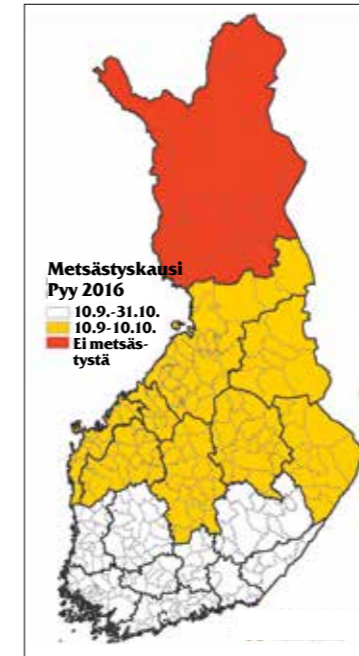 Metsästyskausi
Pyy 2016
10.9.-31.10.
10.9-10.10.
Ei metsäs-
tystä